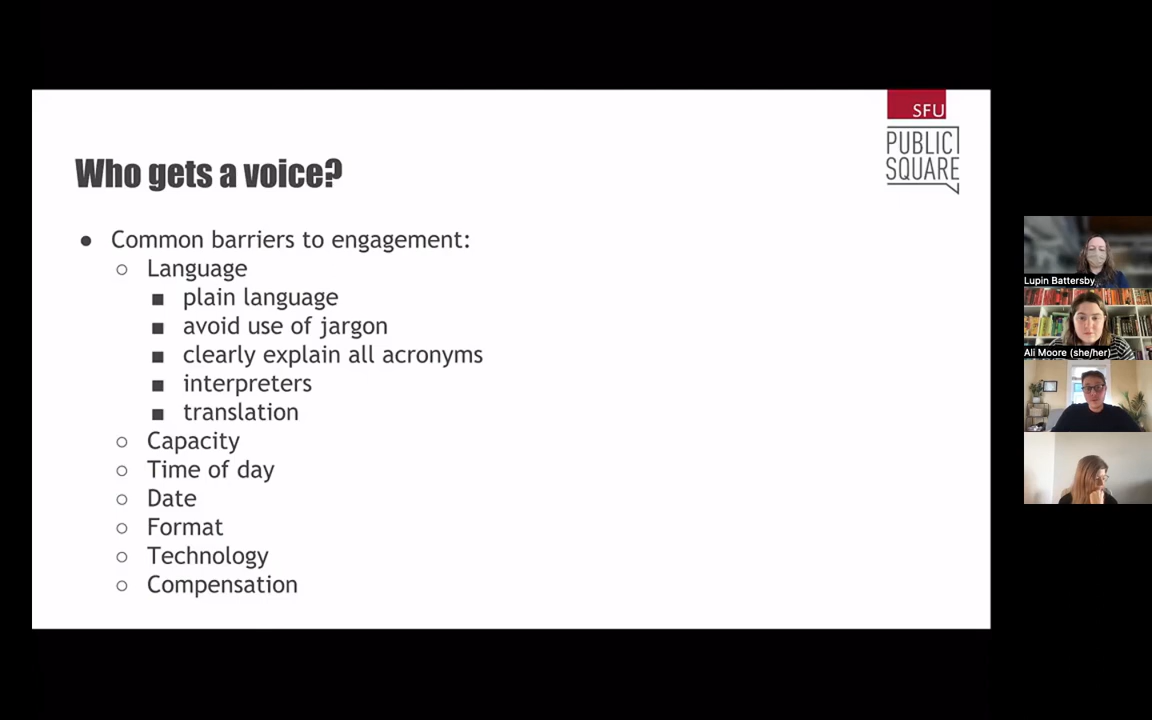 SFU
PUBLIC
SQUARE
Who gets a voice?
● Common barriers to engagement:
○ Language
■ plain language
■ avoid use of jargon
■ clearly explain all acronyms
■ interpreters
■ translation
○ Capacity
○ Time of day
○ Date
○ Format
○ Technology
○ Compensation
Lupin Battersby
Ali Moore (she/her)